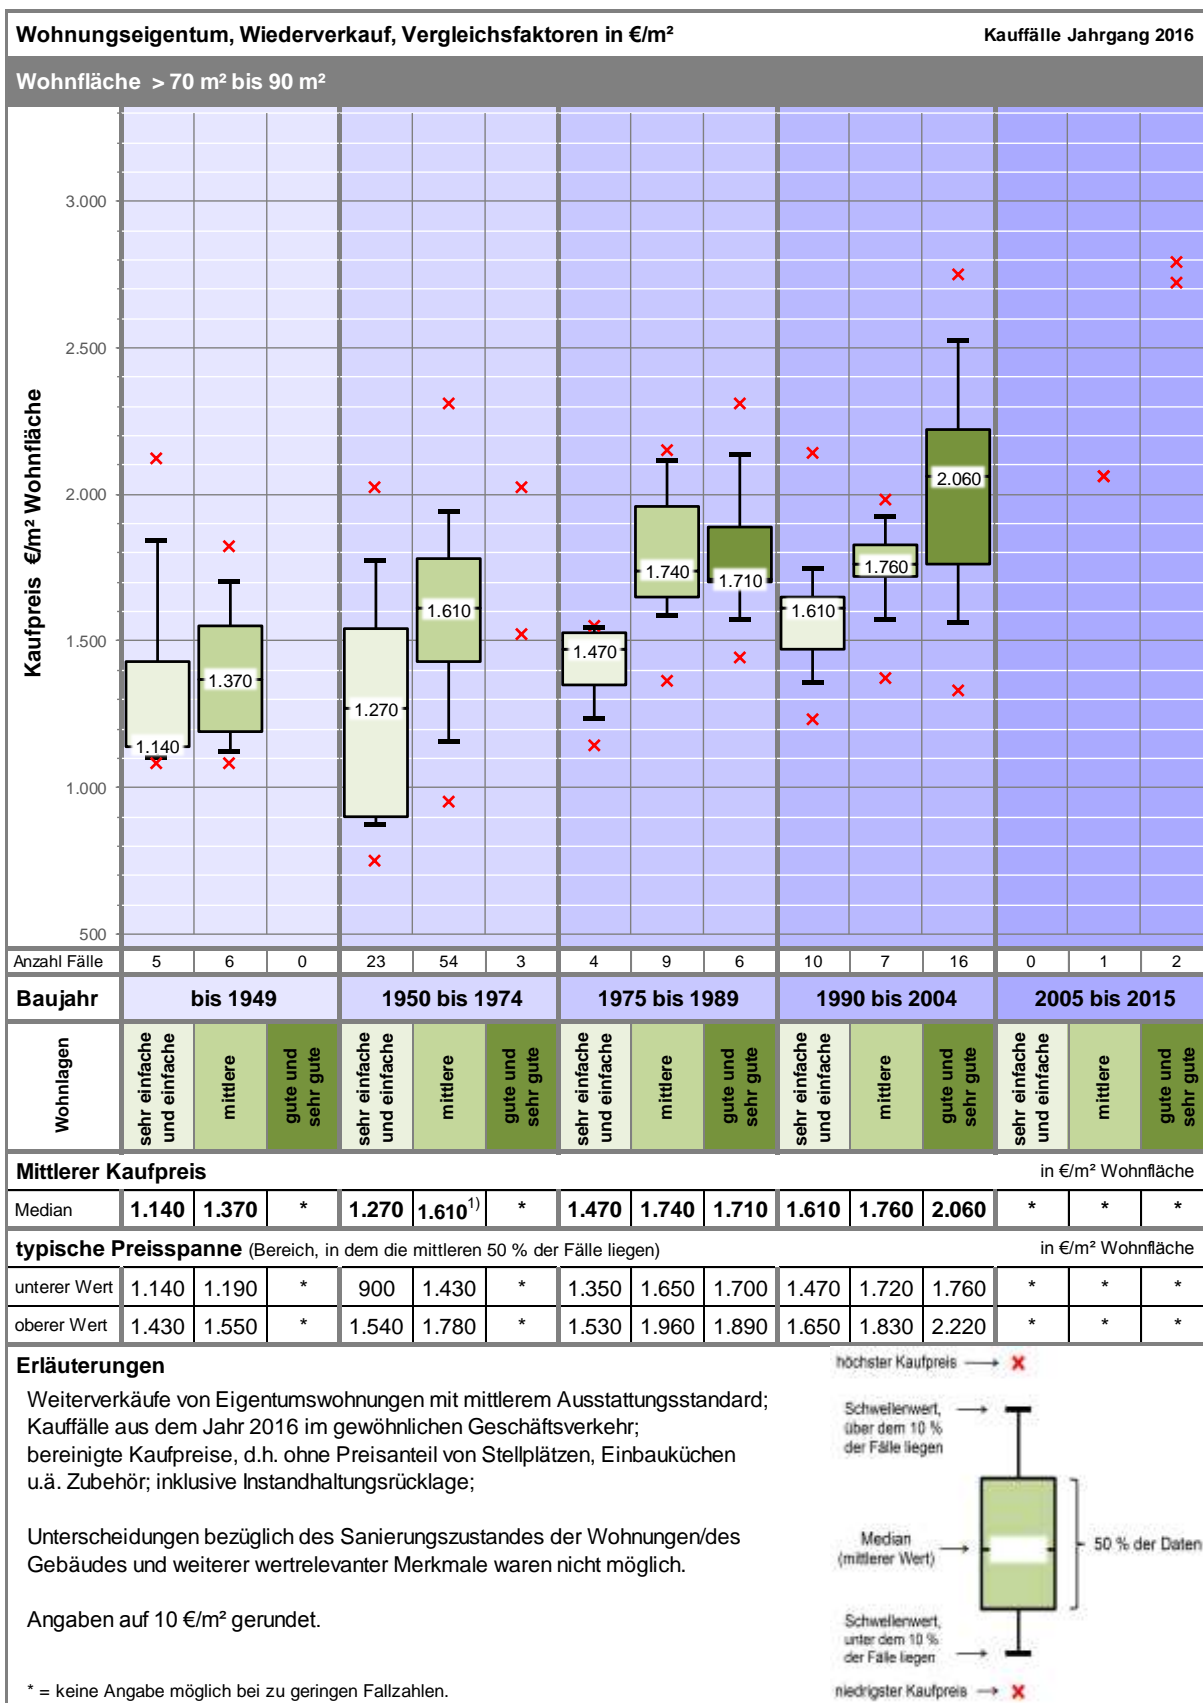 Wohnungseigentum, Wiederverkauf, Vergleichsfaktoren in €/m² Kauffälle Jahrgang 2016
Wohnfläche > 70 m² bis 90 m²
Kaufpreis €/m² Wohnfläche
3.000
2.500
2.000
1.500
1.000
500
1.140
1.370
1.270
1.610
1.470
1.740
1.710
1.610
1.760
2.060
Anzahl Fälle 5 6 0 23 54 3 4 9 6 10 7 16 0 1 2
Baujahr bis 1949 1950 bis 1974 1975 bis 1989 1990 bis 2004 2005 bis 2015
Wohnlagen
sehr einfache
und einfache
mittlere
gute und
sehr gute
sehr einfache
und einfache
mittlere
gute und
sehr gute
sehr einfache
und einfache
mittlere
gute und
sehr gute
sehr einfache
und einfache
mittlere
gute und
sehr gute
sehr einfache
und einfache
mittlere
gute und
sehr gute
Mittlerer Kaufpreis in €/m² Wohnfläche
Median 1.140 1.370 * 1.270 1.610¹⁾ * 1.470 1.740 1.710 1.610 1.760 2.060 * * *
typische Preisspanne (Bereich, in dem die mittleren 50 % der Fälle liegen) in €/m² Wohnfläche
unterer Wert 1.140 1.190 * 900 1.430 * 1.350 1.650 1.700 1.470 1.720 1.760 * * *
oberer Wert 1.430 1.550 * 1.540 1.780 * 1.530 1.960 1.890 1.650 1.830 2.220 * * *
Erläuterungen
Weiterverkäufe von Eigentumswohnungen mit mittlerem Ausstattungsstandard;
Kauffälle aus dem Jahr 2016 im gewöhnlichen Geschäftsverkehr;
bereinigte Kaufpreise, d.h. ohne Preisanteil von Stellplätzen, Einbauküchen
u.ä. Zubehör; inklusive Instandhaltungsrücklage;
Unterscheidungen bezüglich des Sanierungszustandes der Wohnungen/des
Gebäudes und weiterer wertrelevanter Merkmale waren nicht möglich.
Angaben auf 10 €/m² gerundet.
* = keine Angabe möglich bei zu geringen Fallzahlen.
höchster Kaufpreis
Schwellenwert,
über dem 10 %
der Fälle liegen
Median
(mittlerer Wert)
50 % der Daten
Schwellenwert,
unter dem 10 %
der Fälle liegen
niedrigster Kaufpreis